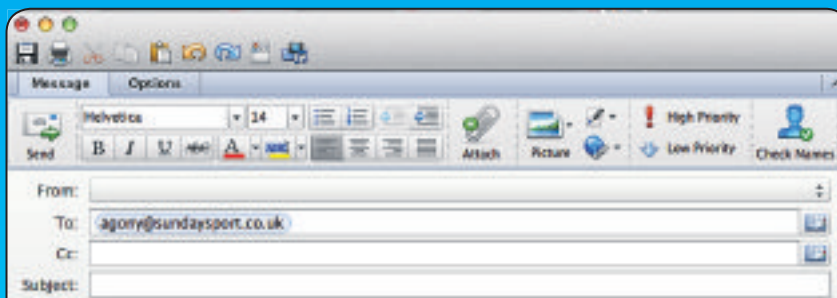 Message Options
Helvetica 14 High Priority
Send B I U ABC A Attach Picture Low Priority Check Names
From:
To: agony@sundaysport.co.uk
Cc:
Subject: